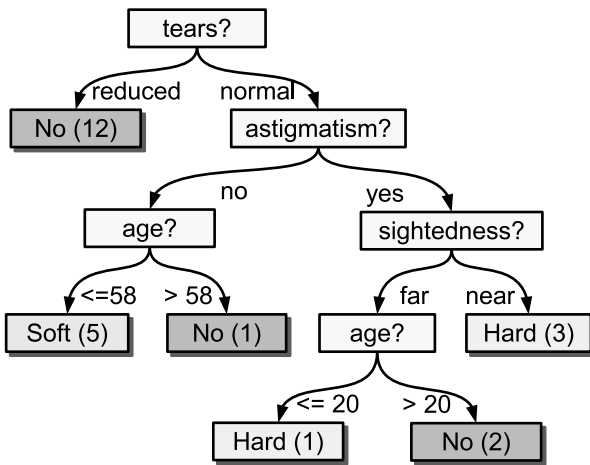 tears?
reduced normal
No (12) astigmatism?
no yes
age? sightedness?
<=58 > 58 far near
Soft (5) No (1) age? Hard (3)
<= 20 > 20
Hard (1) No (2)